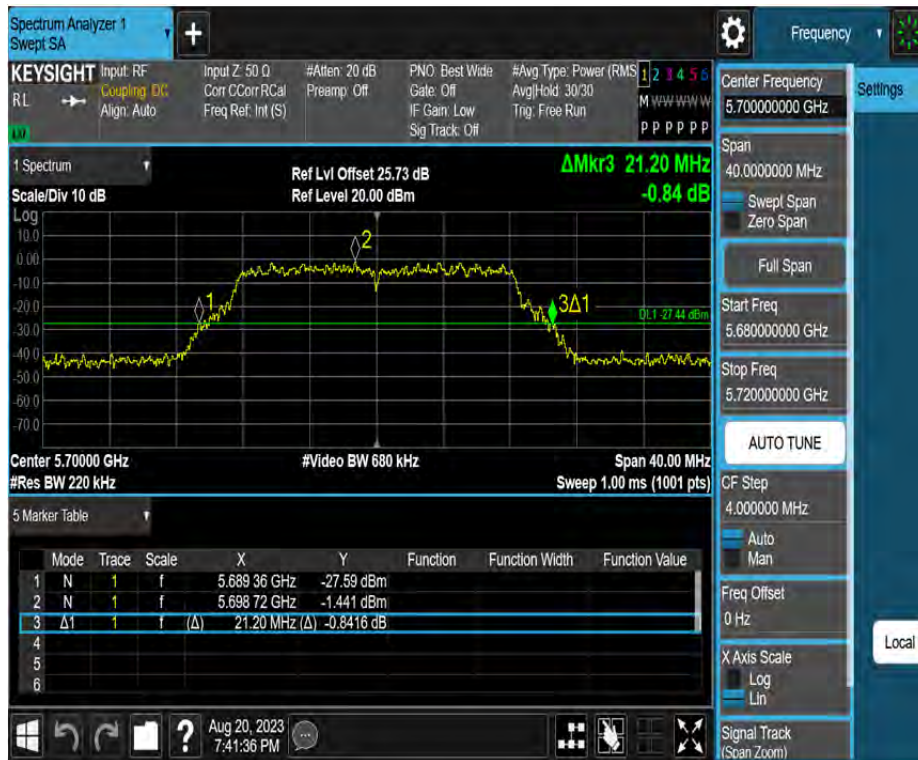 Spectrum Analyzer 1
Swept SA
Frequency
KEYSIGHT
RL
Input: RF
Coupling: DC
Align: Auto
Input Z: 50 Ω
Corr CCorr RCal
Freq Ref: Int (S)
#Atten: 20 dB
Preamp: Off
PNO: Best Wide
Gate: Off
IF Gain: Low
Sig Track: Off
#Avg Type: Power (RMS
Avg|Hold: 30/30
Trig: Free Run
1 2 3 4 5 6
M W W W W W
P P P P P P
Settings
Center Frequency
5.700000000 GHz
Span
40.0000000 MHz
Swept Span
Zero Span
Full Span
Start Freq
5.680000000 GHz
Stop Freq
5.720000000 GHz
AUTO TUNE
CF Step
4.000000 MHz
Auto
Man
Freq Offset
0 Hz
X Axis Scale
Log
Lin
Signal Track
(Span Zoom)
Local
1 Spectrum
Scale/Div 10 dB
Ref Lvl Offset 25.73 dB
Ref Level 20.00 dBm
ΔMkr3 21.20 MHz
-0.84 dB
Log
10.0
0.00
-10.0
-20.0
-30.0
-40.0
-50.0
-60.0
-70.0
1
2
3Δ1
DL1 -27.44 dBm
Center 5.70000 GHz
#Video BW 680 kHz
Span 40.00 MHz
#Res BW 220 kHz
Sweep 1.00 ms (1001 pts)
5 Marker Table
Mode Trace Scale X Y Function Function Width Function Value
1 N 1 f 5.689 36 GHz -27.59 dBm
2 N 1 f 5.698 72 GHz -1.441 dBm
3 Δ1 1 f (Δ) 21.20 MHz (Δ) -0.8416 dB
4
5
6
?
Aug 20, 2023
7:41:36 PM